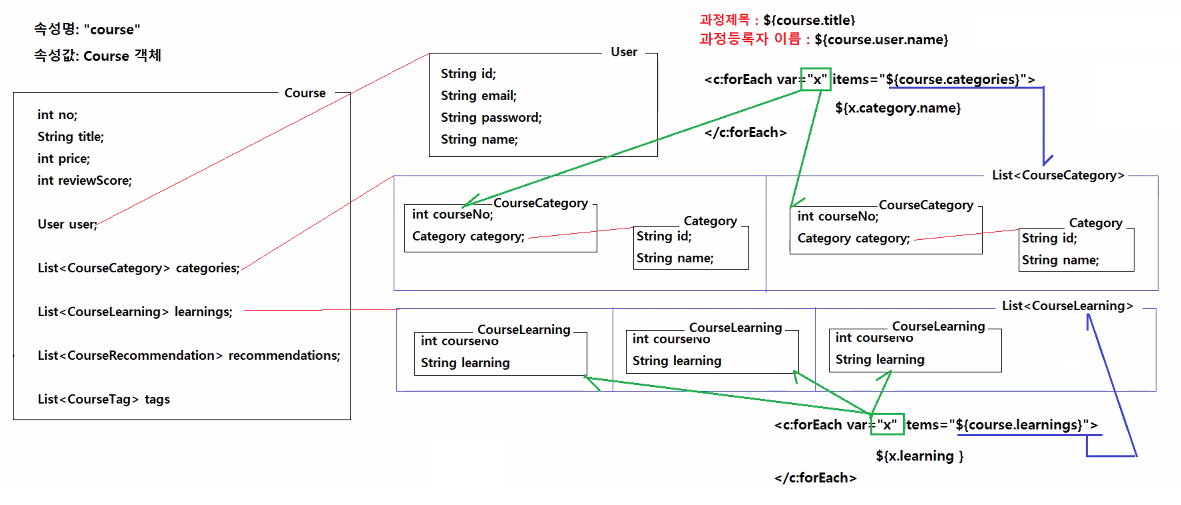 속성명: "course"
속성값: Course 객체
과정제목 : ${course.title}
과정등록자 이름 : ${course.user.name}
<c:forEach var="x" items="${course.categories}">
${x.category.name}
</c:forEach>
Course
int no;
String title;
int price;
int reviewScore;
User user;
List<CourseCategory> categories;
List<CourseLearning> learnings;
List<CourseRecommendation> recommendations;
List<CourseTag> tags
User
String id;
String email;
String password;
String name;
List<CourseCategory>
CourseCategory
int courseNo;
Category category;
Category
String id;
String name;
CourseCategory
int courseNo;
Category category;
Category
String id;
String name;
List<CourseLearning>
CourseLearning
int courseNo
String learning
CourseLearning
int courseNo
String learning
CourseLearning
int courseNo
String learning
<c:forEach var="x" tems="${course.learnings}">
${x.learning }
</c:forEach>